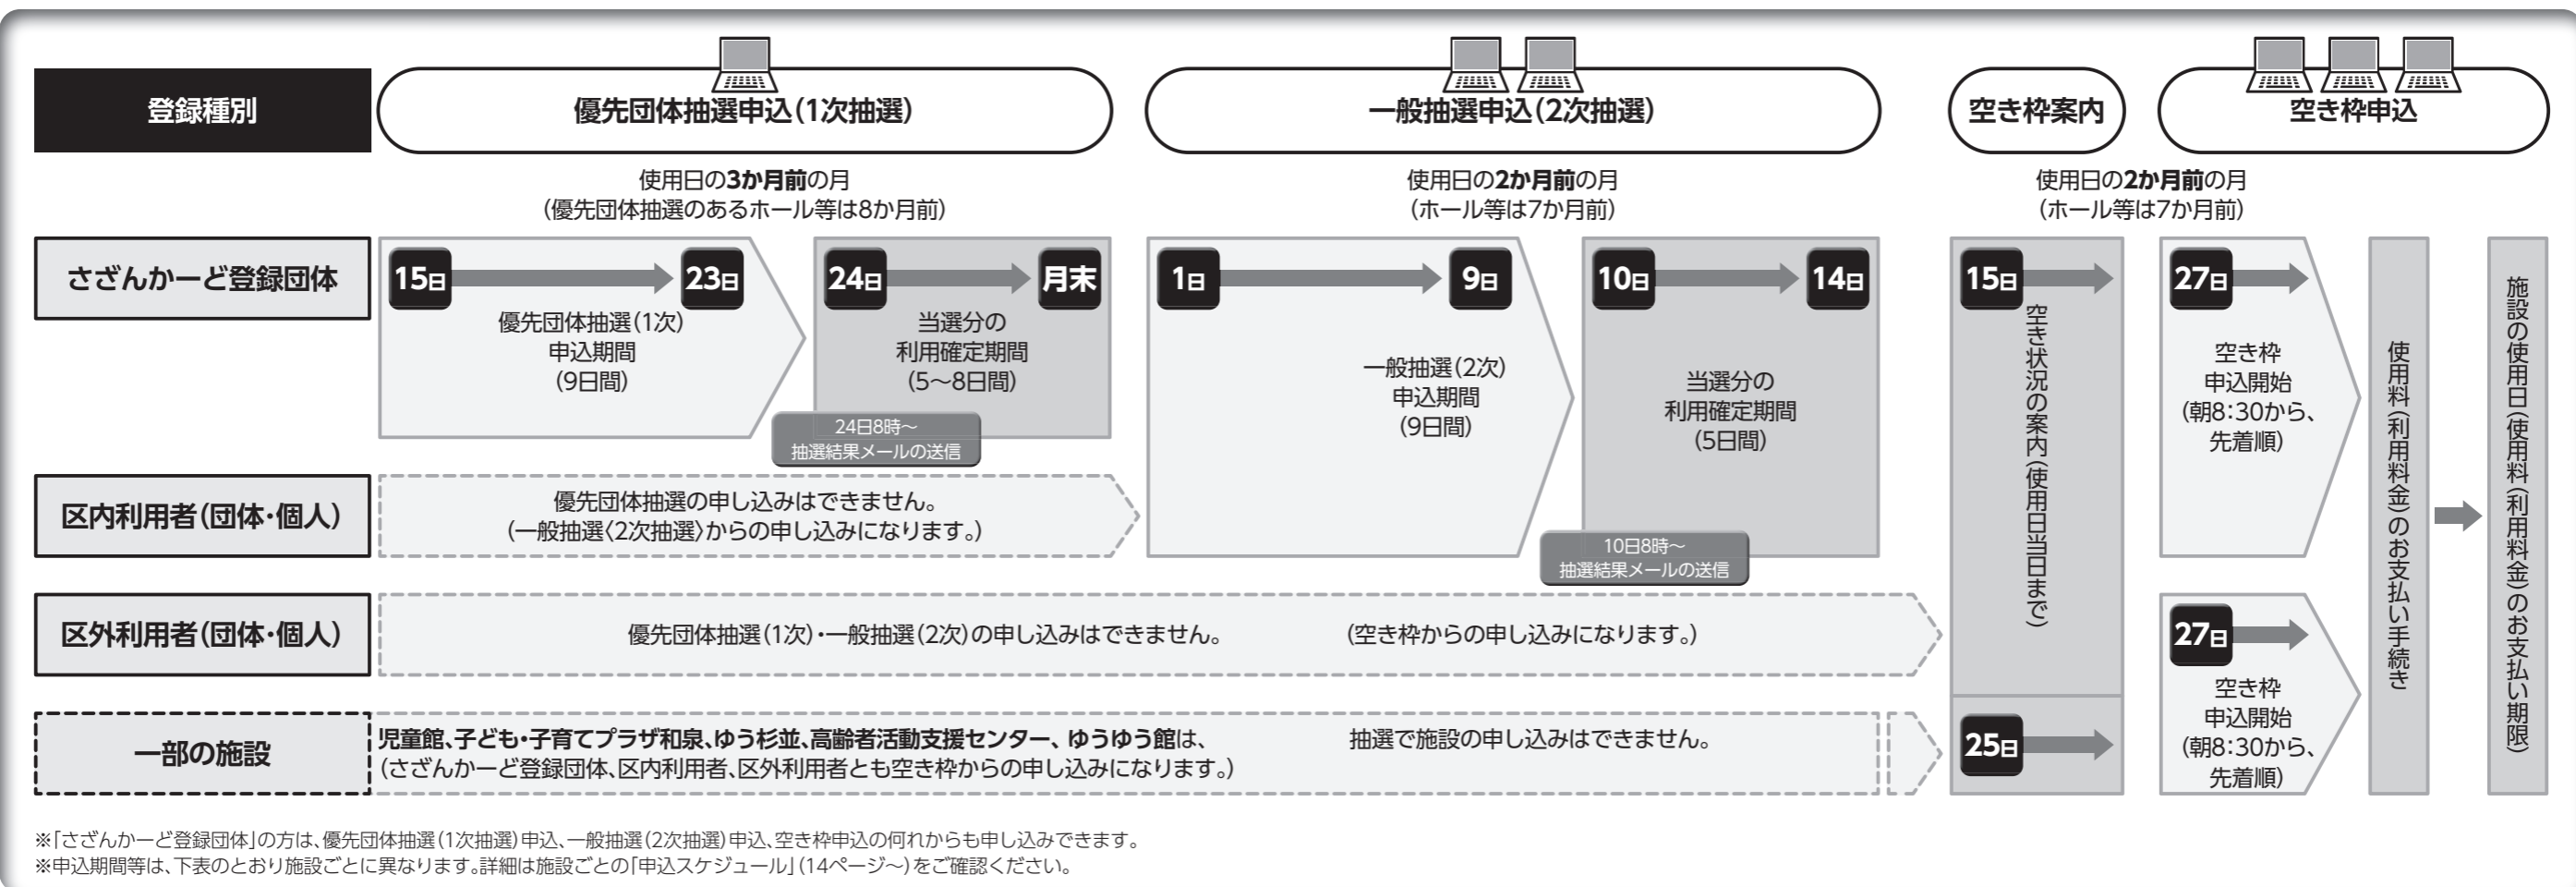 登録種別
優先団体抽選申込（1次抽選）
一般抽選申込（2次抽選）
空き枠案内
空き枠申込
使用日の3か月前の月
（優先団体抽選のあるホール等は8か月前）
使用日の2か月前の月
（ホール等は7か月前）
使用日の2か月前の月
（ホール等は7か月前）
さざんかーど登録団体
15日
23日
優先団体抽選（1次）
申込期間
（9日間）
24日
月末
当選分の
利用確定期間
（5～8日間）
24日8時～
抽選結果メールの送信
1日
9日
一般抽選（2次）
申込期間
（9日間）
10日
14日
当選分の
利用確定期間
（5日間）
10日8時～
抽選結果メールの送信
15日
空き状況の案内（使用日当日まで）
27日
空き枠
申込開始
（朝8：30から、
先着順）
使用料（利用料金）のお支払い手続き
施設の使用日（使用料（利用料金）のお支払い期限）
区内利用者（団体・個人）
優先団体抽選の申し込みはできません。
（一般抽選〈2次抽選〉からの申し込みになります。）
区外利用者（団体・個人）
優先団体抽選（1次）・一般抽選（2次）の申し込みはできません。
（空き枠からの申し込みになります。）
27日
空き枠
申込開始
（朝8：30から、
先着順）
一部の施設
児童館、子ども・子育てプラザ和泉、ゆう杉並、高齢者活動支援センター、ゆうゆう館は、
抽選で施設の申し込みはできません。
（さざんかーど登録団体、区内利用者、区外利用者とも空き枠からの申し込みになります。）
25日
※「さざんかーど登録団体」の方は、優先団体抽選（1次抽選）申込、一般抽選（2次抽選）申込、空き枠申込の何れからも申し込みできます。
※申込期間等は、下表のとおり施設ごとに異なります。詳細は施設ごとの「申込スケジュール」（14ページ～）をご確認ください。